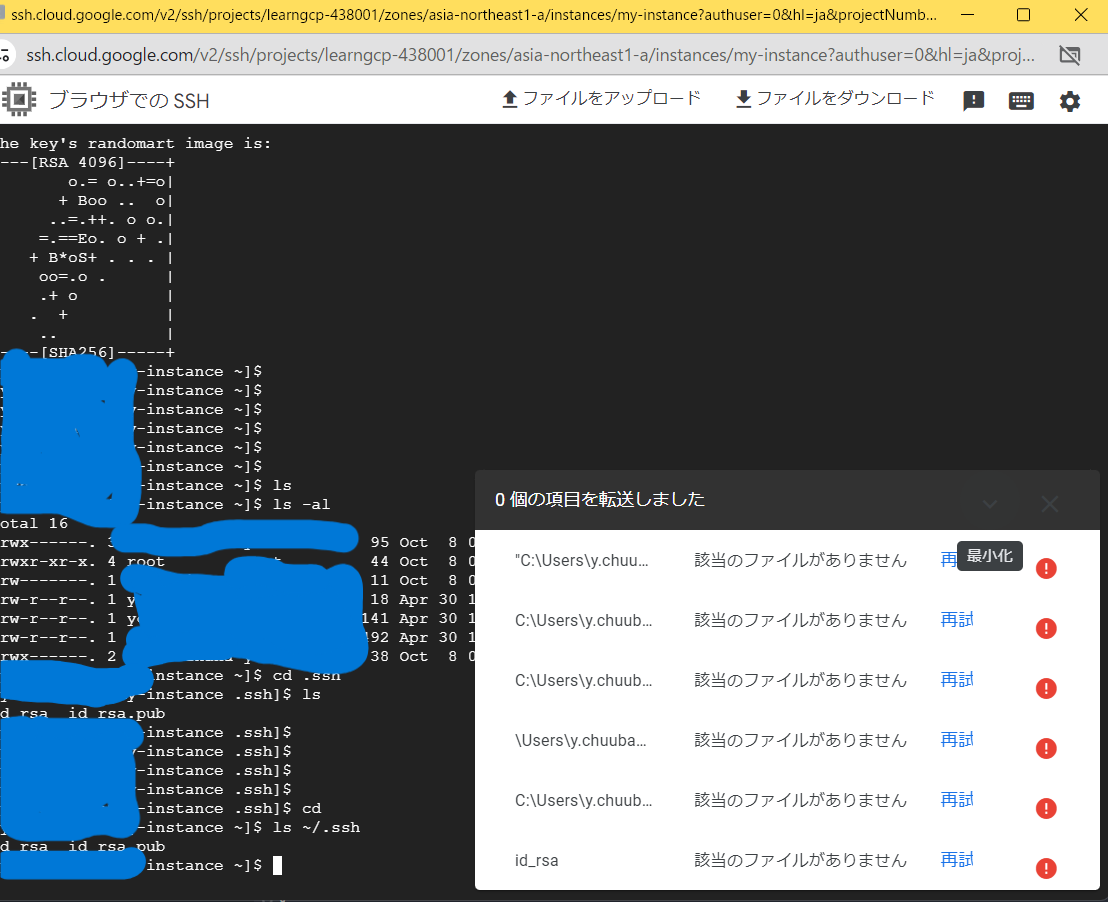 ssh.cloud.google.com/v2/ssh/projects/learngcp-438001/zones/asia-northeast1-a/instances/my-instance?authuser=0&hl=ja&projectNumb...
ssh.cloud.google.com/v2/ssh/projects/learngcp-438001/zones/asia-northeast1-a/instances/my-instance?authuser=0&hl=ja&proj...
ブラウザでの SSH
ファイルをアップロード
ファイルをダウンロード
he key's randomart image is:
---[RSA 4096]----+
o.= o..+=o|
+ Boo .. o|
..=.++. o o.|
=.==Eo. o + .|
+ B*oS+ . . . |
oo=.o . |
.+ o |
. + |
.. |
----[SHA256]-----+
-instance ~]$
y-instance ~]$
y-instance ~]$
y-instance ~]$
-instance ~]$
-instance ~]$
-instance ~]$ ls
-instance ~]$ ls -al
otal 16
rwx------. 3 95 Oct 8 0
rwxr-xr-x. 4 root 44 Oct 8 0
rw-------. 1 11 Oct 8 0
rw-r--r--. 1 y 18 Apr 30 1
rw-r--r--. 1 y 141 Apr 30 1
rw-r--r--. 1 492 Apr 30 1
rwx------. 2 38 Oct 8 0
instance ~]$ cd .ssh
y-instance .ssh]$ ls
d_rsa id_rsa.pub
-instance .ssh]$
-instance .ssh]$
-instance .ssh]$
-instance .ssh]$
-instance .ssh]$ cd
-instance ~]$ ls ~/.ssh
d_rsa id_rsa.pub
instance ~]$
0 個の項目を転送しました
"C:\Users\y.chuu... 該当のファイルがありません 再
最小化
C:\Users\y.chuub... 該当のファイルがありません 再試
C:\Users\y.chuub... 該当のファイルがありません 再試
\Users\y.chuuba... 該当のファイルがありません 再試
C:\Users\y.chuub... 該当のファイルがありません 再試
id_rsa 該当のファイルがありません 再試